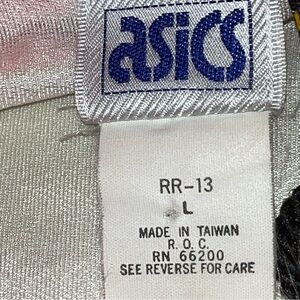 asics
RR-13
L
MADE IN TAIWAN
R. O. C.
RN 66200
SEE REVERSE FOR CARE